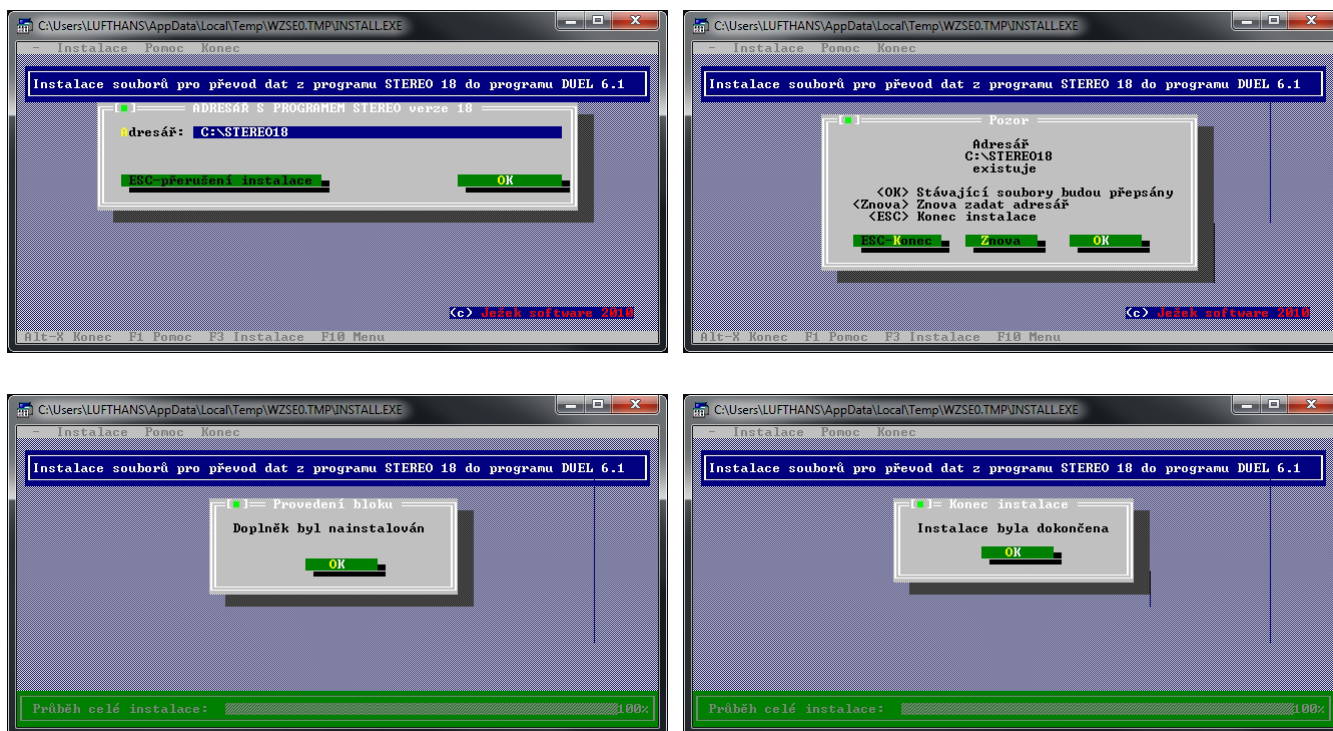 C:\Users\LUFTHANS\AppData\Local\Temp\WZSE0.TMP\INSTALL.EXE
- Instalace Pomoc Konec
Instalace souborů pro převod dat z programu STEREO 18 do programu DUEL 6.1
ADRESÁŘ S PROGRAMEM STEREO verze 18
Adresář: C:\STEREO18
ESC-přerušení instalace OK
(c) Ježek software 2010
Alt-X Konec F1 Pomoc F3 Instalace F10 Menu
C:\Users\LUFTHANS\AppData\Local\Temp\WZSE0.TMP\INSTALL.EXE
- Instalace Pomoc Konec
Instalace souborů pro převod dat z programu STEREO 18 do programu DUEL 6.1
Pozor
Adresář
C:\STEREO18
existuje
<OK> Stávající soubory budou přepsány
<Znova> Znova zadat adresář
<ESC> Konec instalace
ESC-Konec Znova OK
(c) Ježek software 2010
Alt-X Konec F1 Pomoc F3 Instalace F10 Menu
C:\Users\LUFTHANS\AppData\Local\Temp\WZSE0.TMP\INSTALL.EXE
- Instalace Pomoc Konec
Instalace souborů pro převod dat z programu STEREO 18 do programu DUEL 6.1
Provedení bloku
Doplněk byl nainstalován
OK
Průběh celé instalace: 100%
C:\Users\LUFTHANS\AppData\Local\Temp\WZSE0.TMP\INSTALL.EXE
- Instalace Pomoc Konec
Instalace souborů pro převod dat z programu STEREO 18 do programu DUEL 6.1
Konec instalace
Instalace byla dokončena
OK
Průběh celé instalace: 100%